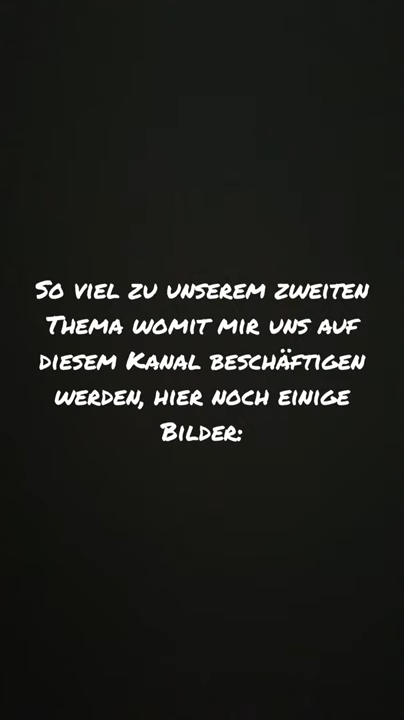 So viel zu unserem zweiten
Thema womit mir uns auf
diesem Kanal beschäftigen
werden, hier noch einige
Bilder: